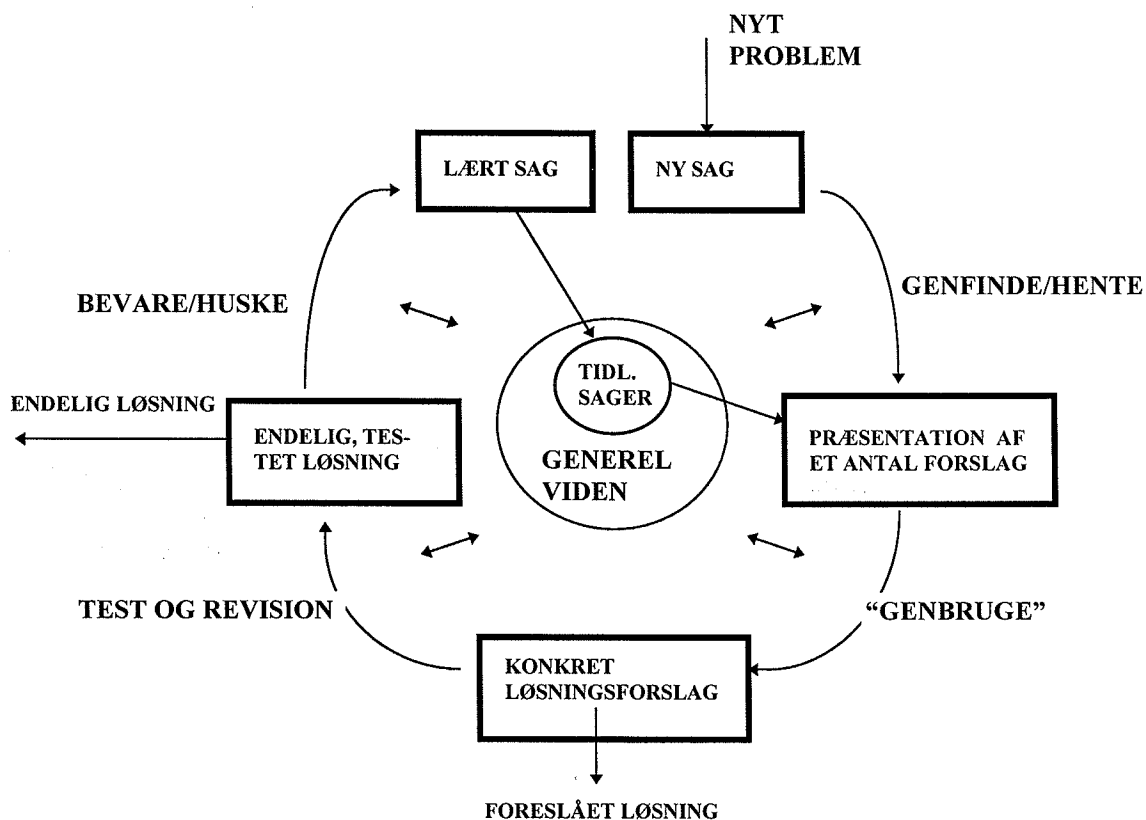 NYT
PROBLEM
LÆRT SAG
NY SAG
BEVARE/HUSKE
GENFINDE/HENTE
TIDL.
SAGER
ENDELIG LØSNING
ENDELIG, TES-
TET LØSNING
GENEREL
VIDEN
PRÆSENTATION AF
ET ANTAL FORSLAG
TEST OG REVISION
“GENBRUGE”
KONKRET
LØSNINGSFORSLAG
FORESLÅET LØSNING